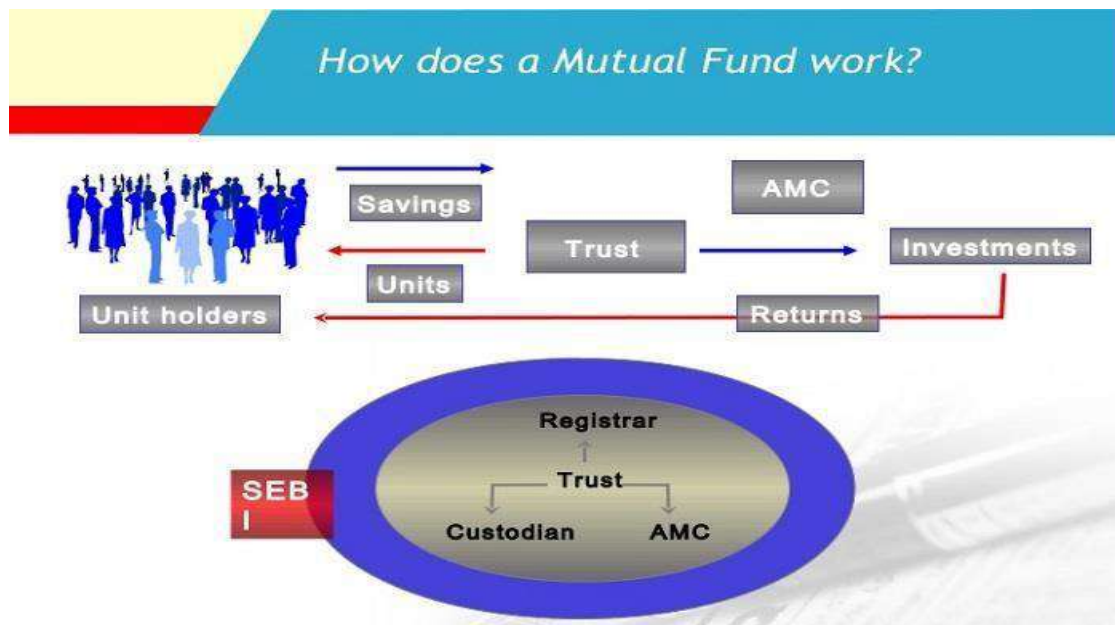 How does a Mutual Fund work?
Savings
AMC
Trust
Investments
Units
Unit holders
Returns
Registrar
Trust
SEB
I
Custodian
AMC